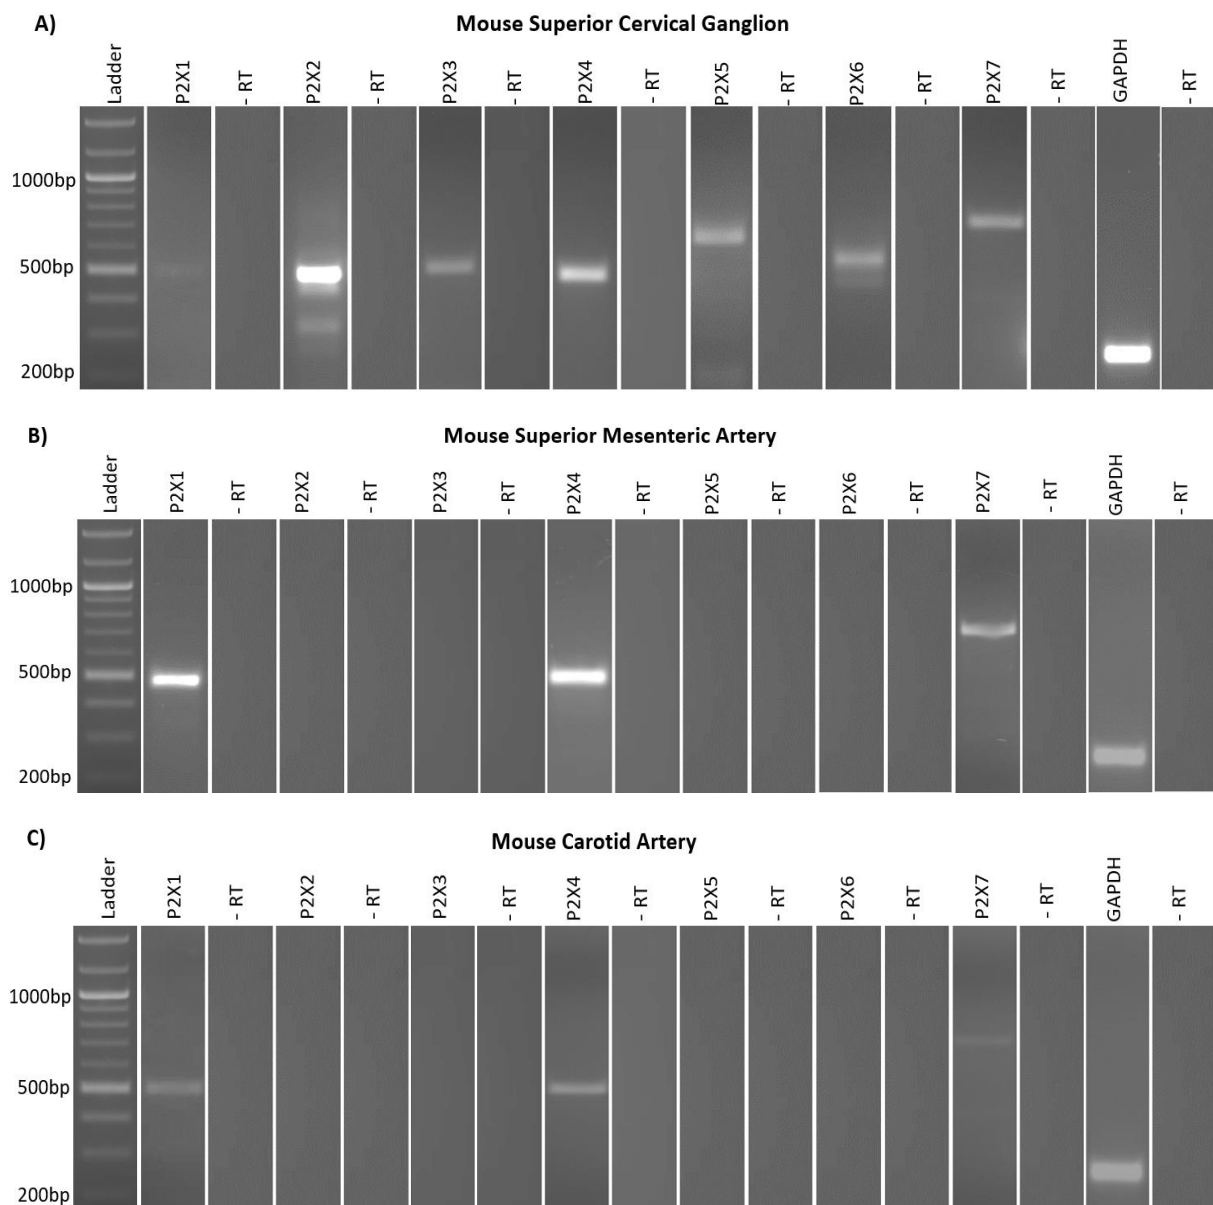 A)
Mouse Superior Cervical Ganglion
Ladder
P2X1
- RT
P2X2
- RT
P2X3
- RT
P2X4
- RT
P2X5
- RT
P2X6
- RT
P2X7
- RT
GAPDH
- RT
1000bp
500bp
200bp
B)
Mouse Superior Mesenteric Artery
Ladder
P2X1
- RT
P2X2
- RT
P2X3
- RT
P2X4
- RT
P2X5
- RT
P2X6
- RT
P2X7
- RT
GAPDH
- RT
1000bp
500bp
200bp
C)
Mouse Carotid Artery
Ladder
P2X1
- RT
P2X2
- RT
P2X3
- RT
P2X4
- RT
P2X5
- RT
P2X6
- RT
P2X7
- RT
GAPDH
- RT
1000bp
500bp
200bp